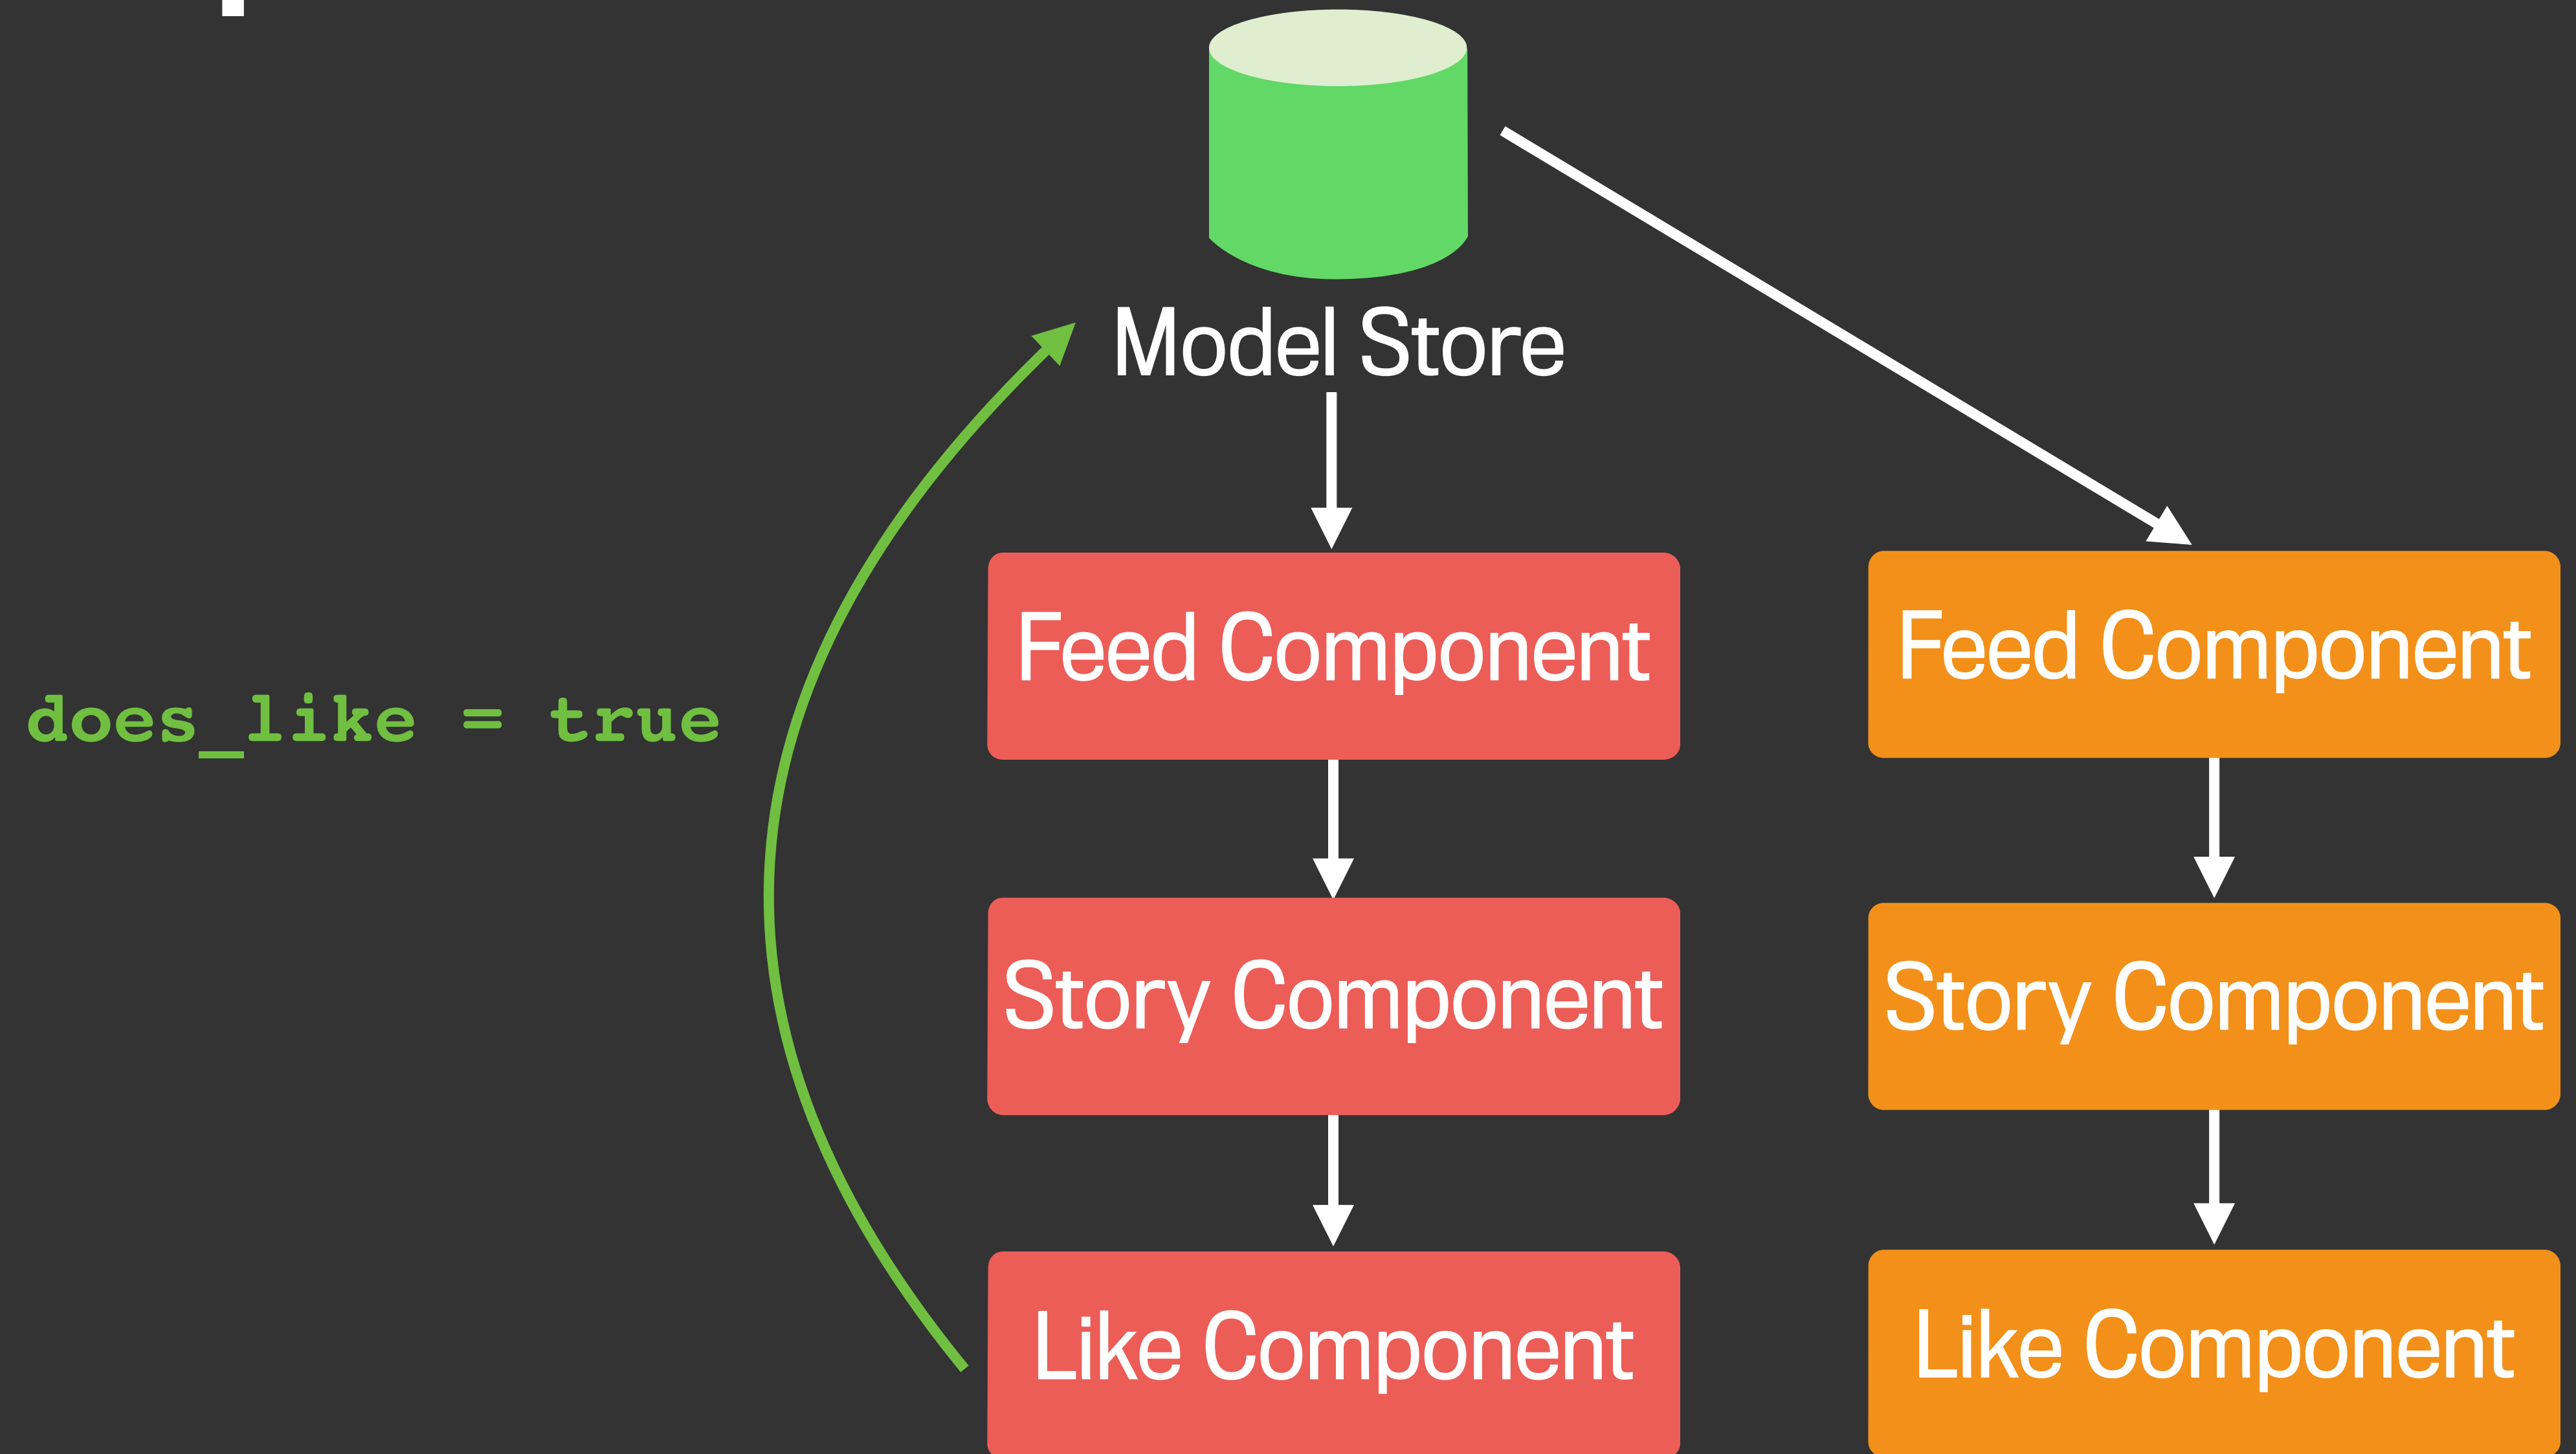 Model Store
Feed Component
Feed Component
does_like = true
Story Component
Story Component
Like Component
Like Component